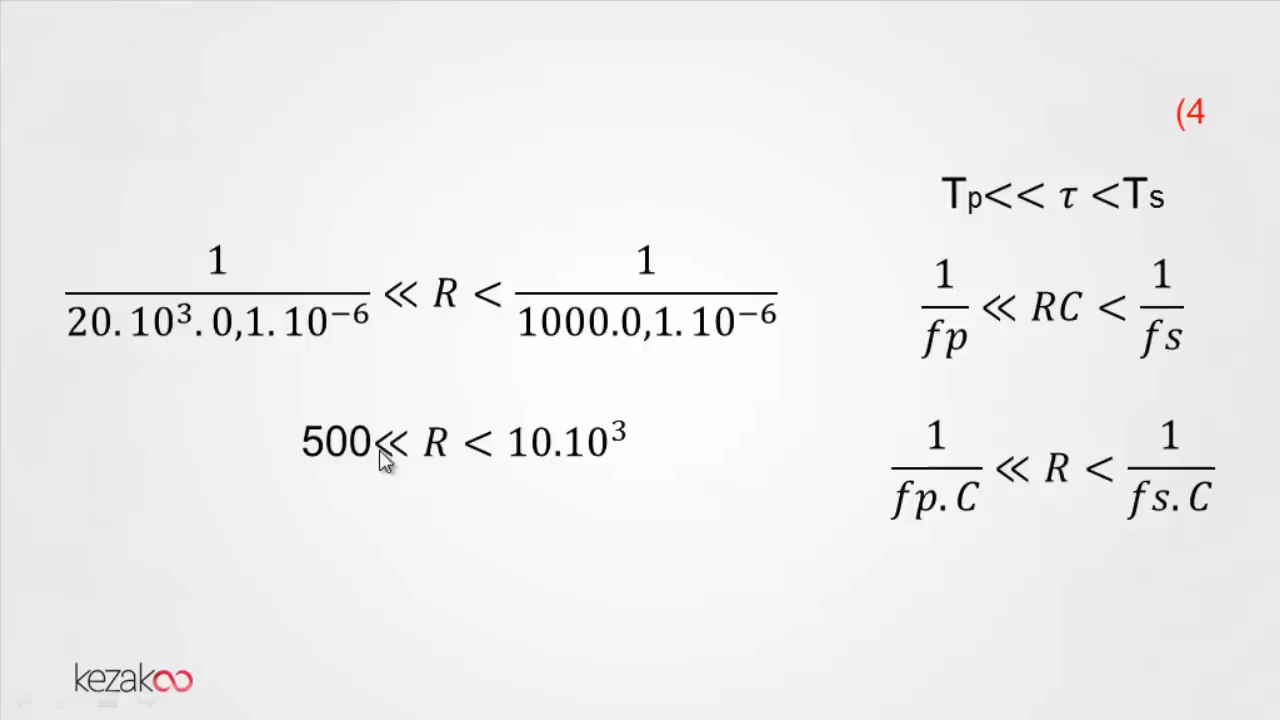 (4
Tp<< τ <Ts
1/fp ≪ RC < 1/fs
1/fp.C ≪ R < 1/fs.C
1/20.10³.0,1.10⁻⁶ ≪ R < 1/1000.0,1.10⁻⁶
500≪ R < 10.10³
kezakoo